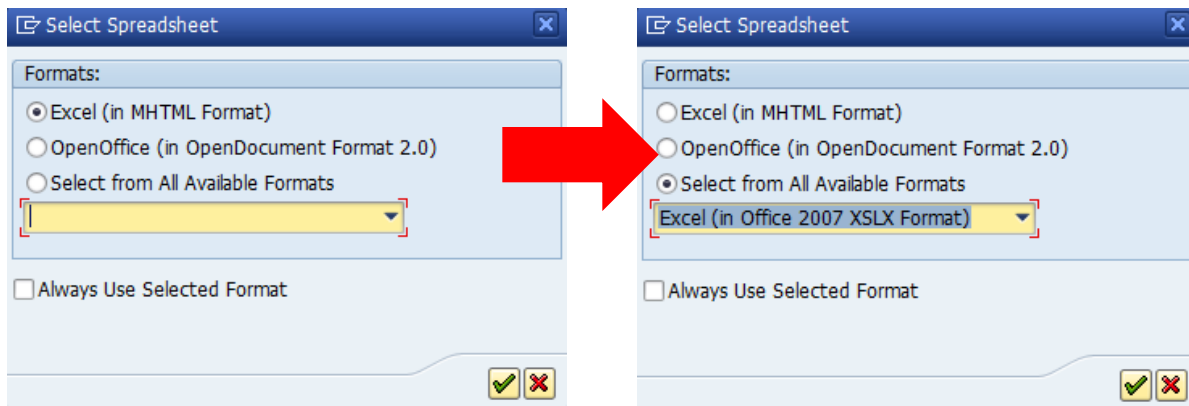 Select Spreadsheet
Formats:
Excel (in MHTML Format)
OpenOffice (in OpenDocument Format 2.0)
Select from All Available Formats
Always Use Selected Format
Select Spreadsheet
Formats:
Excel (in MHTML Format)
OpenOffice (in OpenDocument Format 2.0)
Select from All Available Formats
Excel (in Office 2007 XSLX Format)
Always Use Selected Format